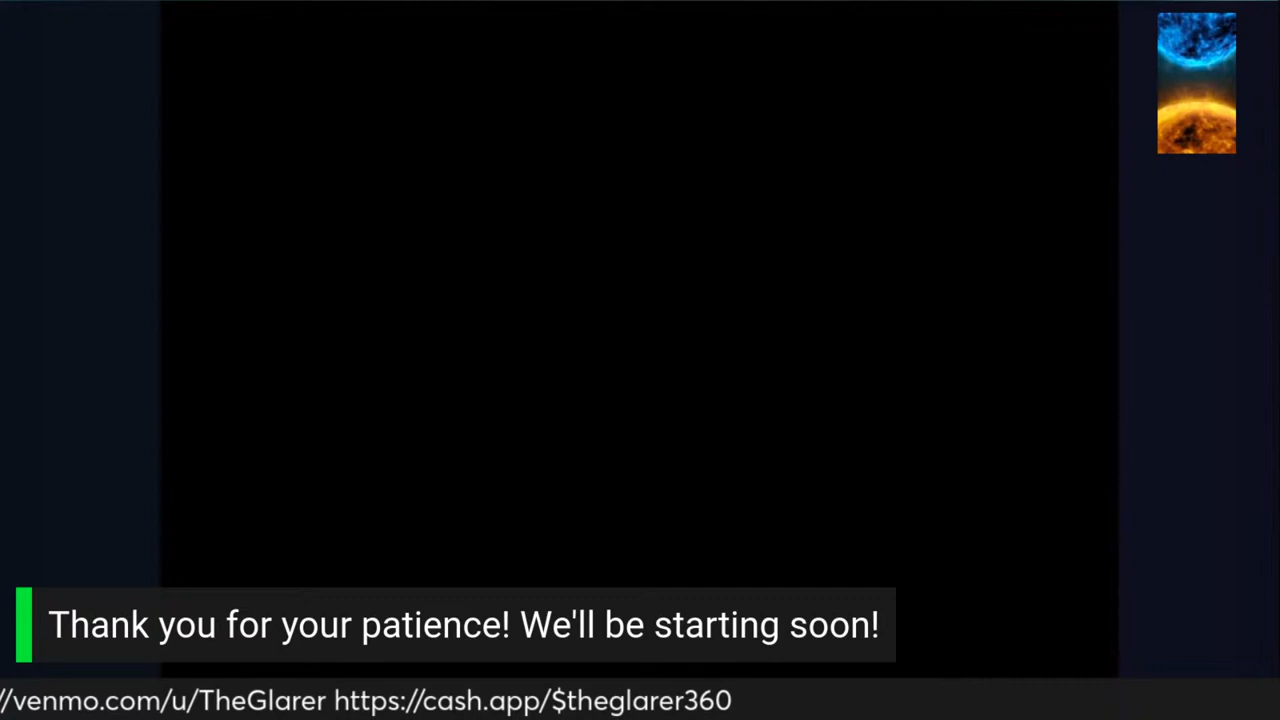 Thank you for your patience! We'll be starting soon!
//venmo.com/u/TheGlarer https://cash.app/$theglarer360